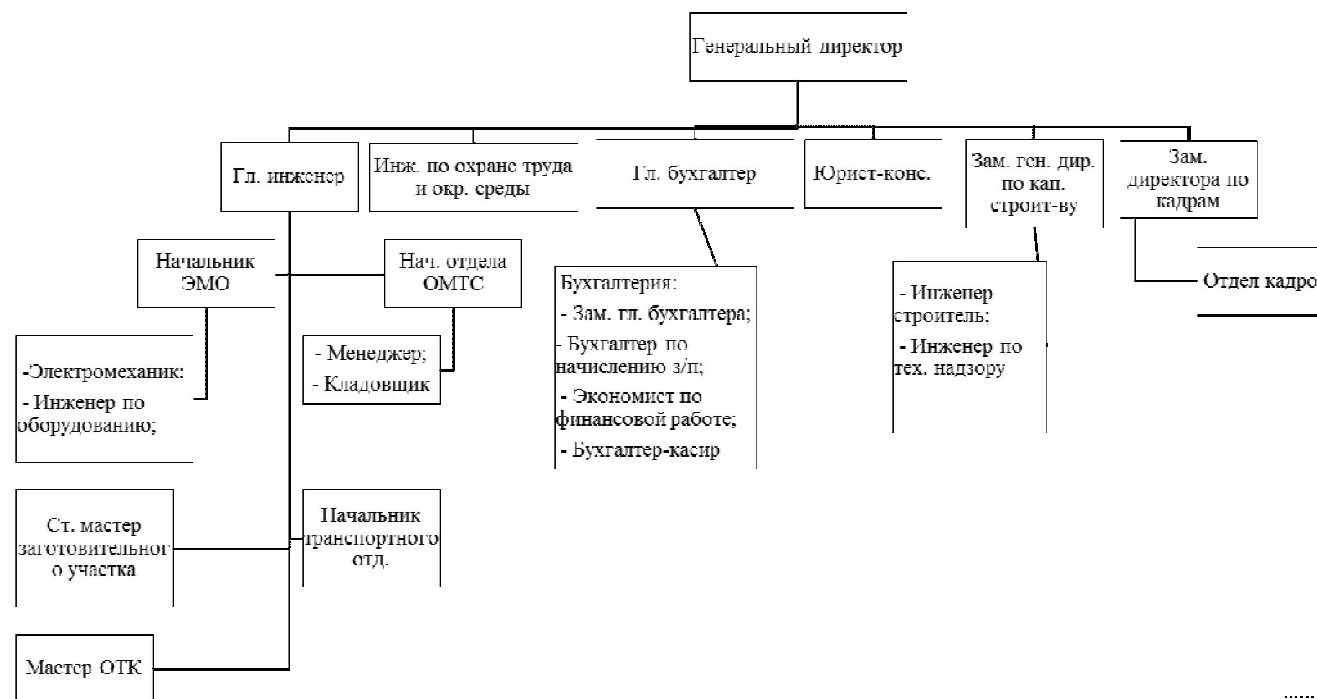 Генеральный директор
Гл. инженер
Инж. по охране труда
и окр. среды
Гл. бухгалтер
Юрист-конс.
Зам. ген. дир.
по кап.
строит-ву
Зам.
директора по
кадрам
Начальник
ЭМО
Нач. отдела
ОМТС
Бухгалтерия:
- Зам. гл. бухгалтера;
- Бухгалтер по
начислению з/п;
- Экономист по
финансовой работе;
- Бухгалтер-касир
- Инженер
строитель;
- Инженер по
тех. надзору
Отдел кадро
-Электромеханик:
- Инженер по
оборудованию;
- Менеджер;
- Кладовщик
Ст. мастер
заготовительног
о участка
Начальник
транспортного
отд.
Мастер ОТК